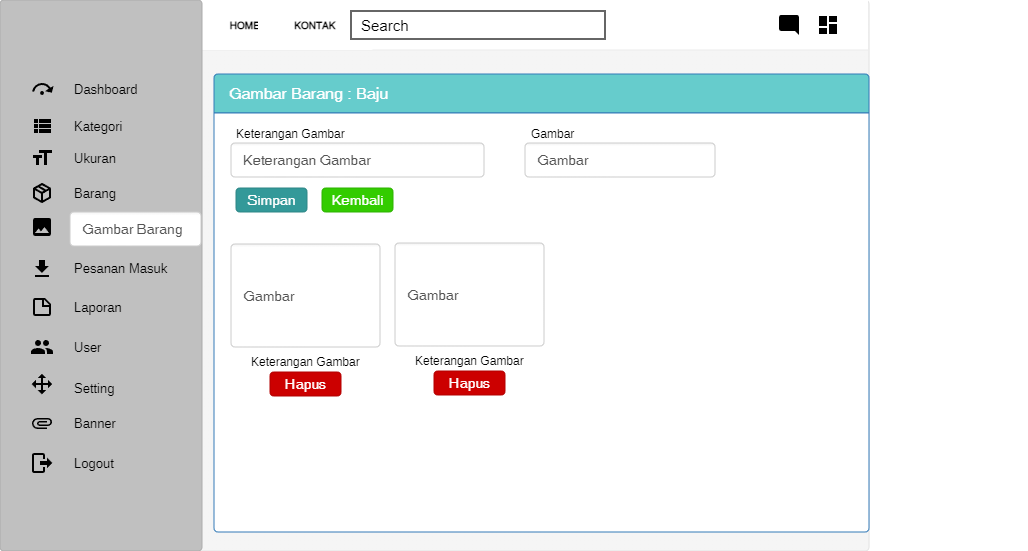 HOME KONTAK Search
Dashboard
Kategori
Ukuran
Barang
Gambar Barang
Pesanan Masuk
Laporan
User
Setting
Banner
Logout
Gambar Barang : Baju
Keterangan Gambar Gambar
Keterangan Gambar Gambar
Simpan Kembali
Gambar Gambar
Keterangan Gambar Keterangan Gambar
Hapus Hapus